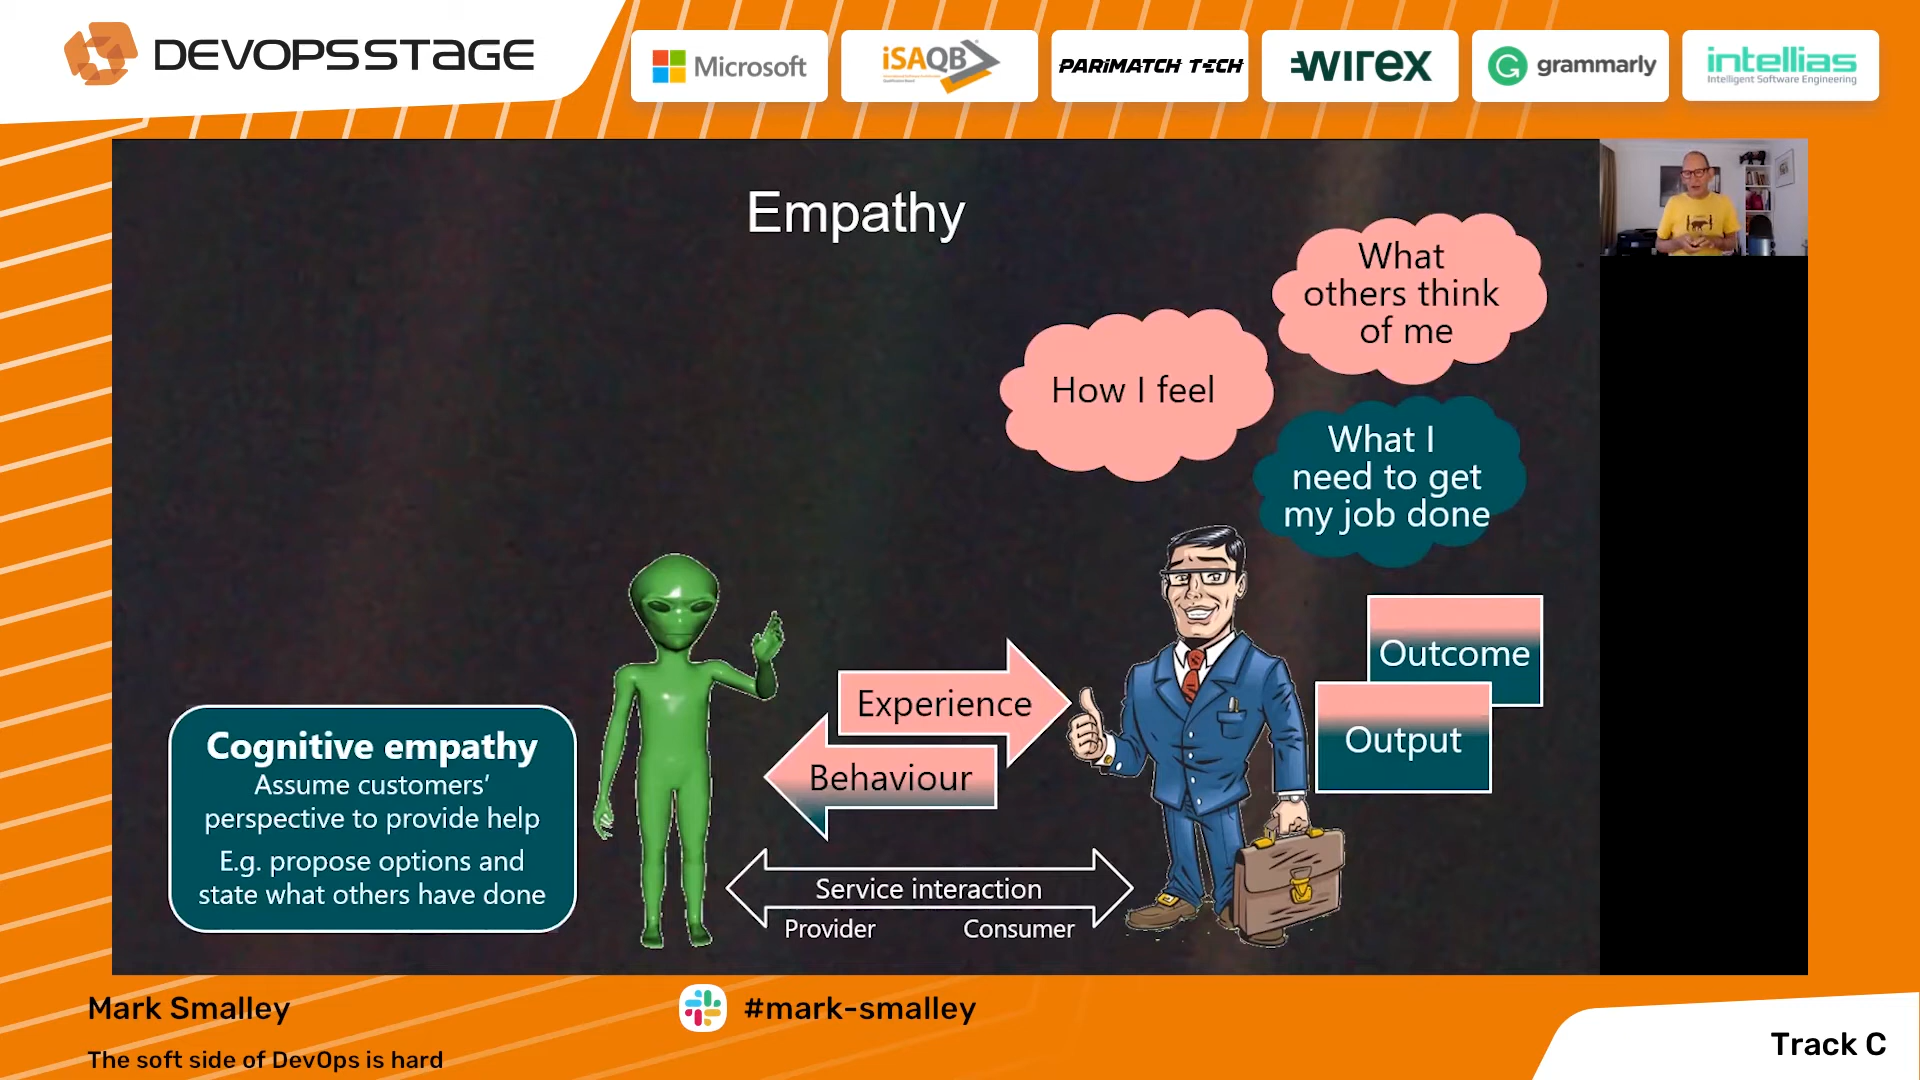 DEVOPSSTAGE
Microsoft
iSAQB
PARIMATCH TECH
WIREX
grammarly
intellias
Intelligent Software Engineering
Empathy
What
others think
of me
How I feel
What I
need to get
my job done
Outcome
Output
Experience
Behaviour
Cognitive empathy
Assume customers’
perspective to provide help
E.g. propose options and
state what others have done
Service interaction
Provider
Consumer
Mark Smalley
#mark-smalley
The soft side of DevOps is hard
Track C